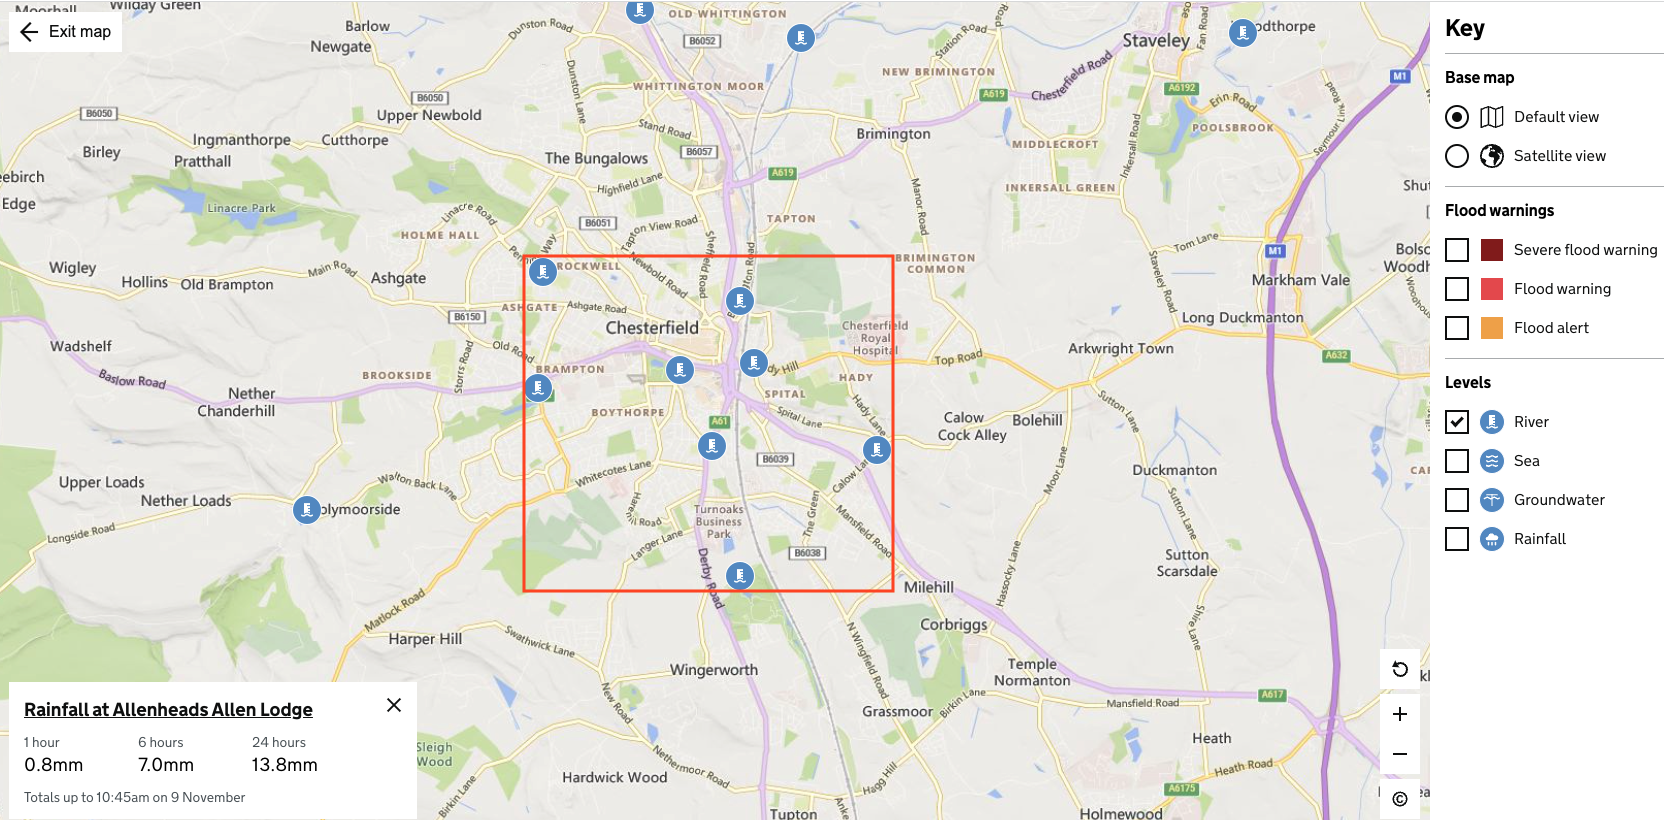 Moorhall
Wilday Green
OLD WHITTINGTON
Exit map
Barlow
Newgate
Dunston Road
B6052
Station Road
Staveley
Fan Road
odthorpe
NEW BRIMINGTON
Chesterfield Road
M1
WHITTINGTON MOOR
A619
A6192
Erin Road
B6050
B6050
Upper Newbold
Dunston Lane
Stand Road
Brimington
POOLSBROOK
Seymour Link Road
Ingmanthorpe
Cutthorpe
Birley
Pratthall
The Bungalows
B6057
MIDDLECROFT
Inkersall Road
eebirch
Edge
Highfield Lane
A619
INKERSALL GREEN
Linacre Park
Linacre Road
B6051
Tapton View Road
TAPTON
Manor Road
HOLME HALL
Sheffield Road
Tom Lane
M1
Wigley
Hollins
Old Brampton
Main Road
Ashgate
ROCKWELL
Newbold Road
BRIMINGTON
COMMON
Staveley Road
Markham Vale
ASHGATE
Ashgate Road
B6150
Chesterfield
Chesterfield
Royal
Hospital
Long Duckmanton
Wadshelf
Old Road
Storrs Road
Top Road
Arkwright Town
A632
Baslow Road
BROOKSIDE
BRAMPTON
dy Hill
HADY
Nether
Chanderhill
SPITAL
Hady Lane
BOYTHORPE
A61
Spital Lane
Calow
Cock Alley
Bolehill
Sutton Lane
Upper Loads
Nether Loads
Walton Back Lane
Whitecotes Lane
B6039
Calow Lan
Moor Lane
Duckmanton
Sutton Lane
olymoorside
Longside Road
Turnoaks
Business
Park
The Green
Mansfield Road
Langer Lane
Derby Road
B6038
Hassocky Lane
Sutton
Scarsdale
Milehill
Matlock Road
Harper Hill
Swathwick Lane
Corbriggs
Shire Lane
Wingerworth
N Wingfield Road
Temple
Normanton
New Road
Grassmoor
Birkin Lane
Mansfield Road
A617
Heath
Sleigh
Wood
Nethermoor Road
Hardwick Wood
Hagg Hill
Heath Road
Birkin Lane
A6175
Tupton
Holmewood
Rainfall at Allenheads Allen Lodge
1 hour
6 hours
24 hours
0.8mm
7.0mm
13.8mm
Totals up to 10:45am on 9 November
Key
Base map
Default view
Satellite view
Flood warnings
Severe flood warning
Flood warning
Flood alert
Levels
River
Sea
Groundwater
Rainfall